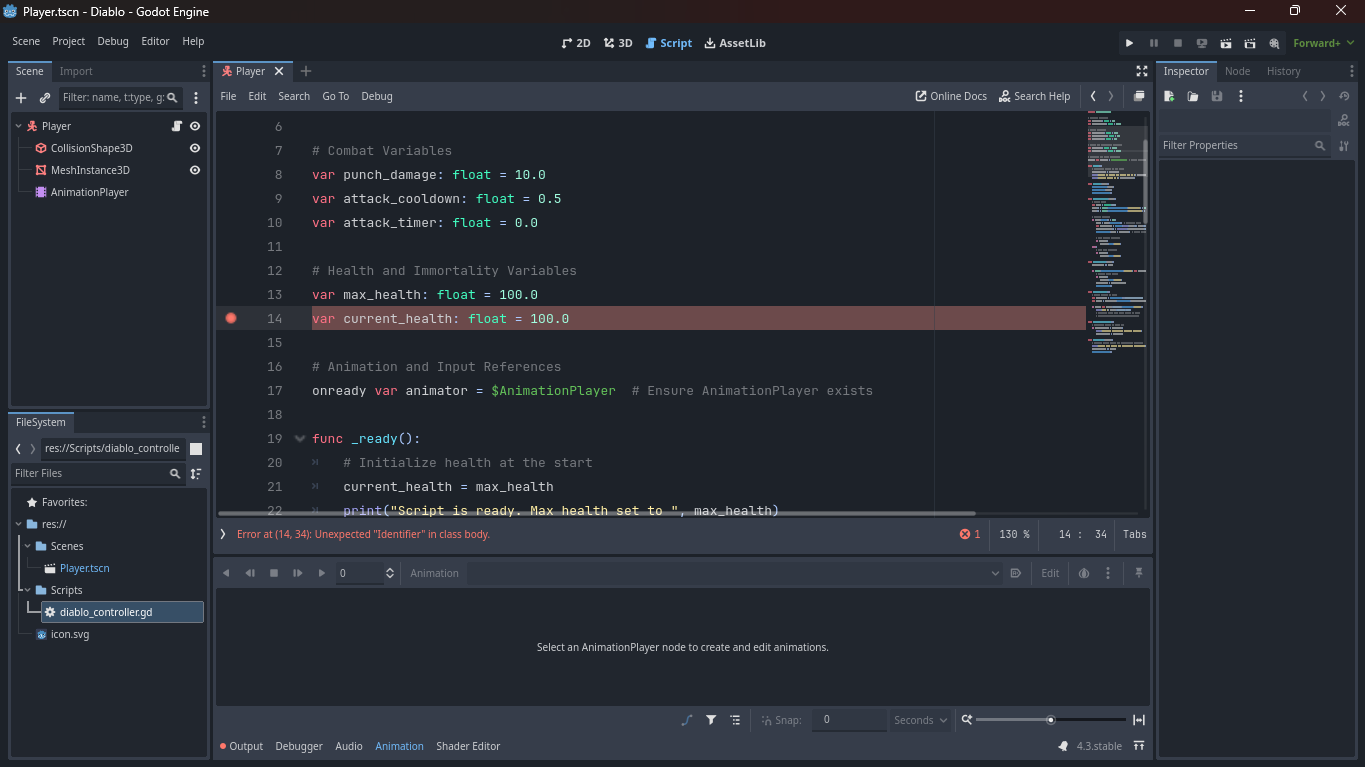 Player.tscn - Diablo - Godot Engine
Scene Project Debug Editor Help
2D 3D Script AssetLib
Forward+
Scene Import
Filter: name, t:type, g:
Player
CollisionShape3D
MeshInstance3D
AnimationPlayer
FileSystem
res://Scripts/diablo_controlle
Filter Files
Favorites:
res://
Scenes
Player.tscn
Scripts
diablo_controller.gd
icon.svg
Player
File Edit Search Go To Debug
Online Docs Search Help
6
7 # Combat Variables
8 var punch_damage: float = 10.0
9 var attack_cooldown: float = 0.5
10 var attack_timer: float = 0.0
11
12 # Health and Immortality Variables
13 var max_health: float = 100.0
14 var current_health: float = 100.0
15
16 # Animation and Input References
17 onready var animator = $AnimationPlayer # Ensure AnimationPlayer exists
18
19 func _ready():
20 # Initialize health at the start
21 current_health = max_health
22 print("Script is ready. Max health set to ", max_health)
Error at (14, 34): Unexpected "Identifier" in class body.
1 130 % 14 : 34 Tabs
0 Animation Edit
Select an AnimationPlayer node to create and edit animations.
Snap: 0 Seconds
Output Debugger Audio Animation Shader Editor
4.3.stable
Inspector Node History
Filter Properties